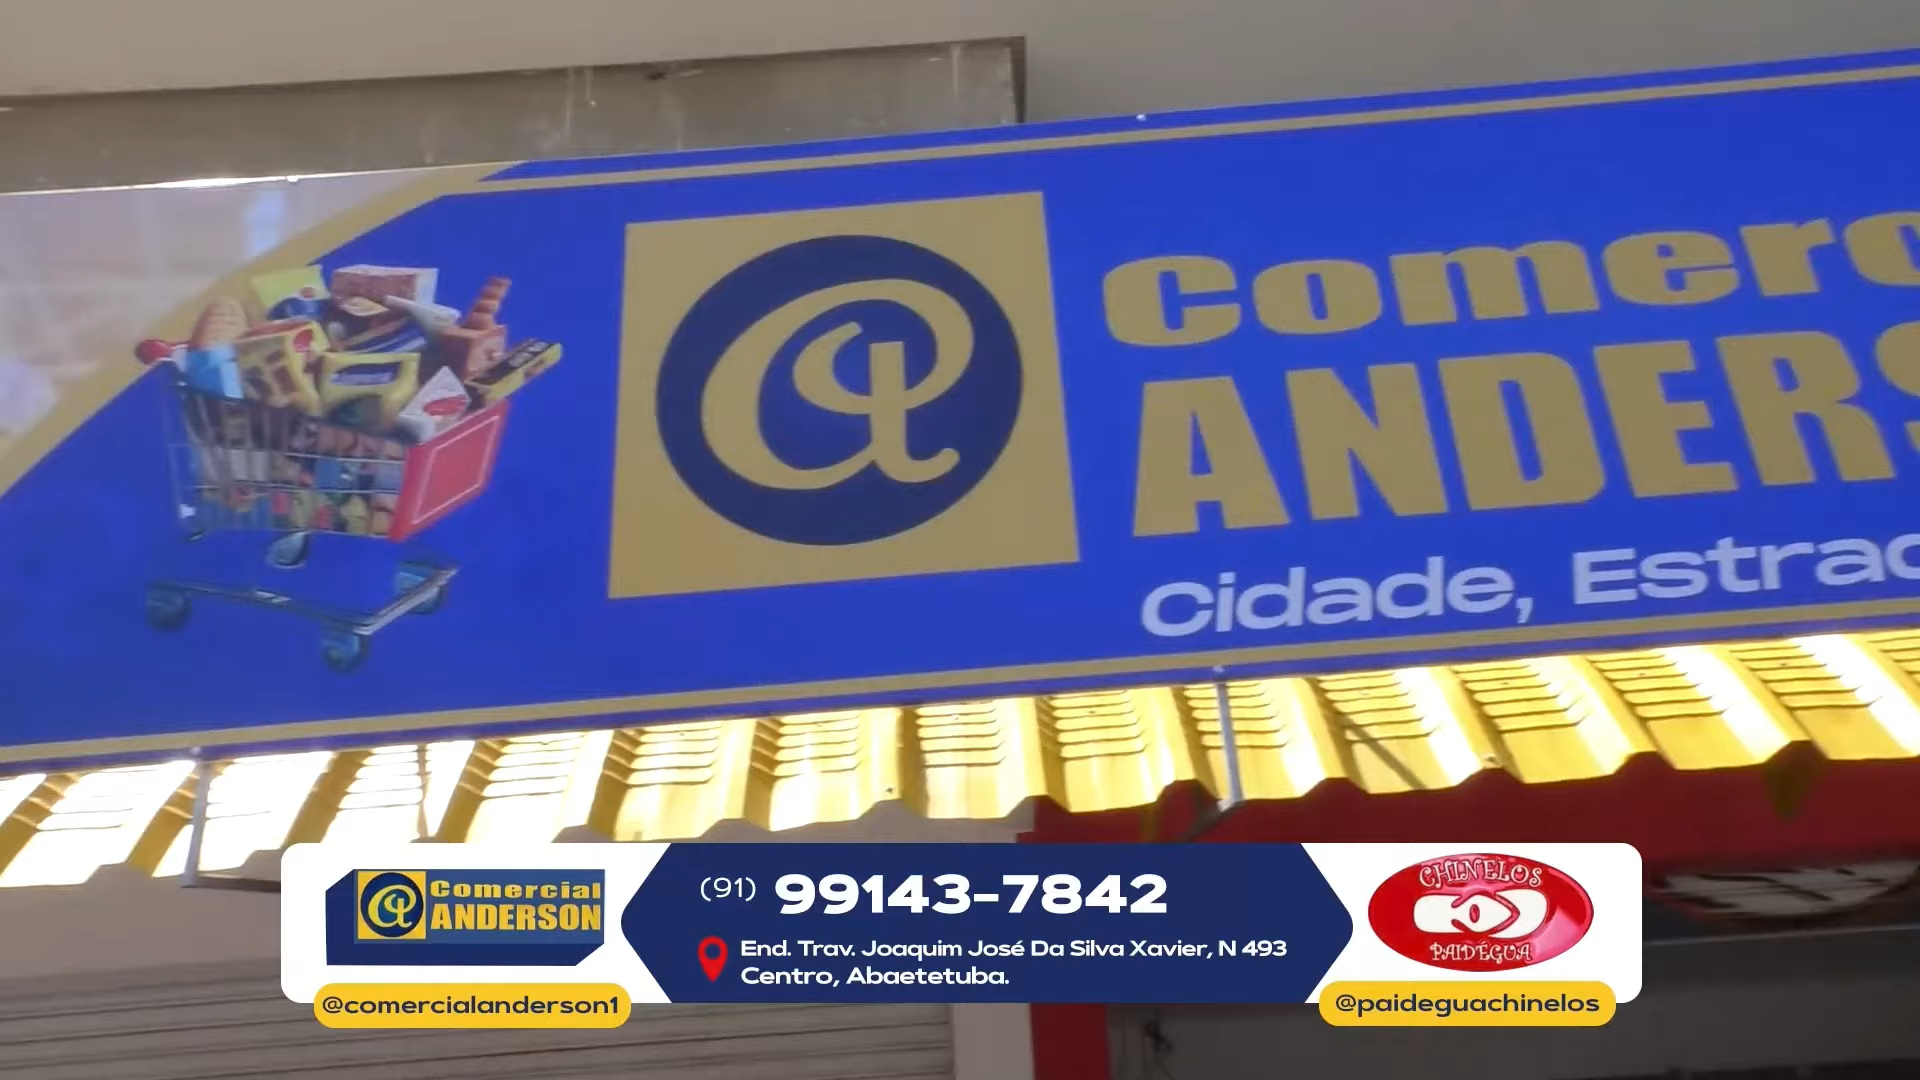 Comerc
ANDERS
Cidade, Estrad
Comercial
ANDERSON
@comercialanderson1
(91) 99143-7842
End. Trav. Joaquim José Da Silva Xavier, N 493
Centro, Abaetetuba.
CHINELOS
PAIDÉGUA
@paideguachinelos